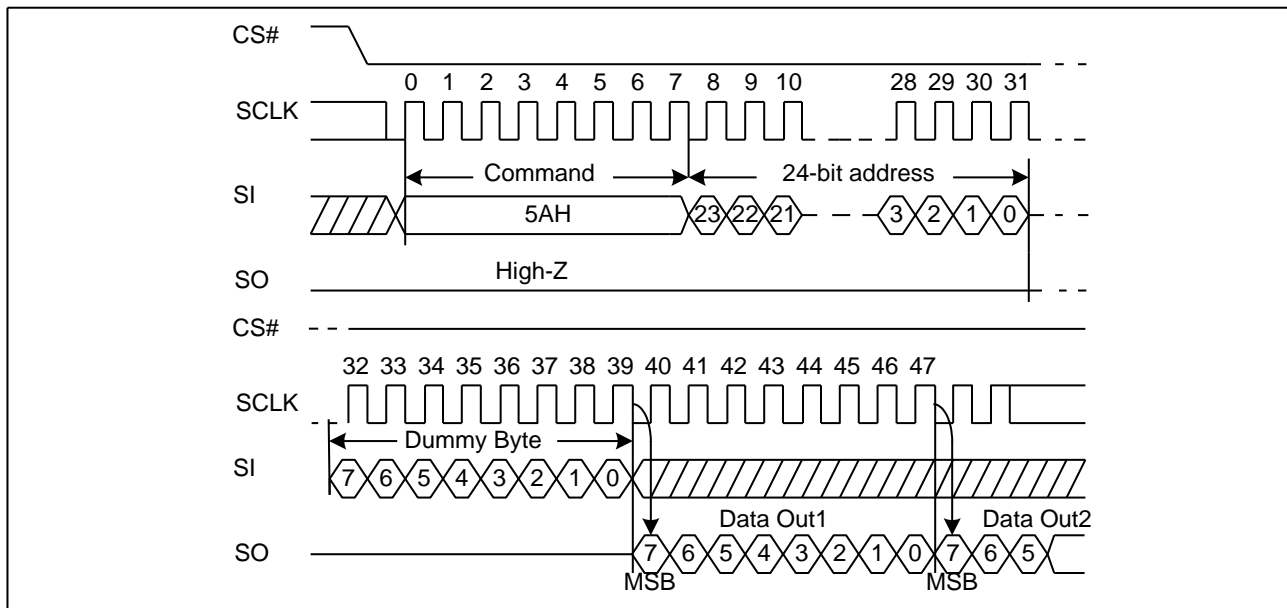 CS#
0 1 2 3 4 5 6 7 8 9 10 28 29 30 31
SCLK
Command 24-bit address
SI
5AH 23 22 21 3 2 1 0
High-Z
SO
CS#
32 33 34 35 36 37 38 39 40 41 42 43 44 45 46 47
SCLK
Dummy Byte
SI
7 6 5 4 3 2 1 0
Data Out1 Data Out2
SO
7 6 5 4 3 2 1 0 7 6 5
MSB MSB